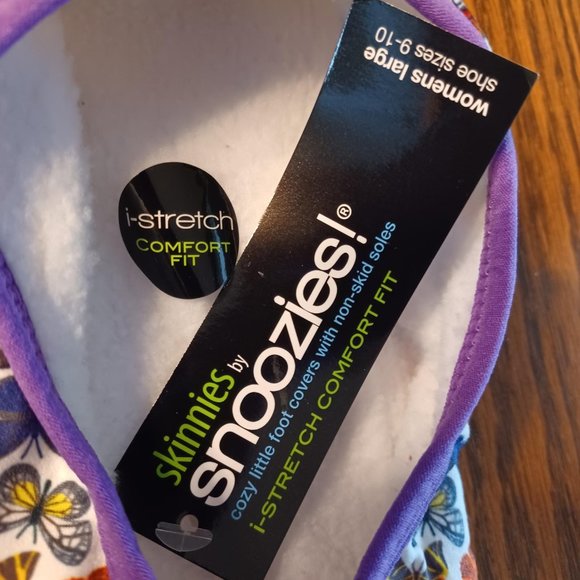 womens large
shoe sizes 9-10
i-stretch
COMFORT
FIT
skinnies by
snoozies!®
cozy little foot covers with non-skid soles
i-STRETCH COMFORT FIT